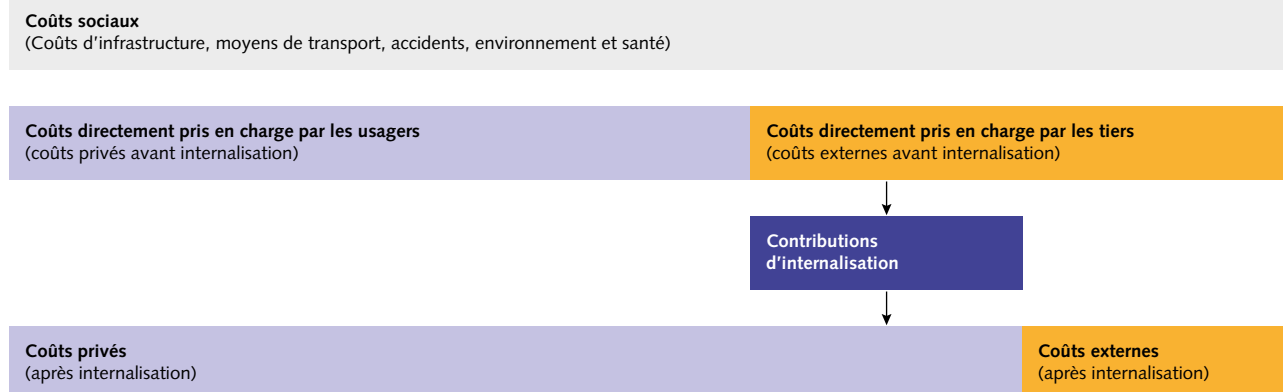 Coûts sociaux
(Coûts d'infrastructure, moyens de transport, accidents, environnement et santé)
Coûts directement pris en charge par les usagers
(coûts privés avant internalisation)
Coûts directement pris en charge par les tiers
(coûts externes avant internalisation)
Contributions
d'internalisation
Coûts privés
(après internalisation)
Coûts externes
(après internalisation)